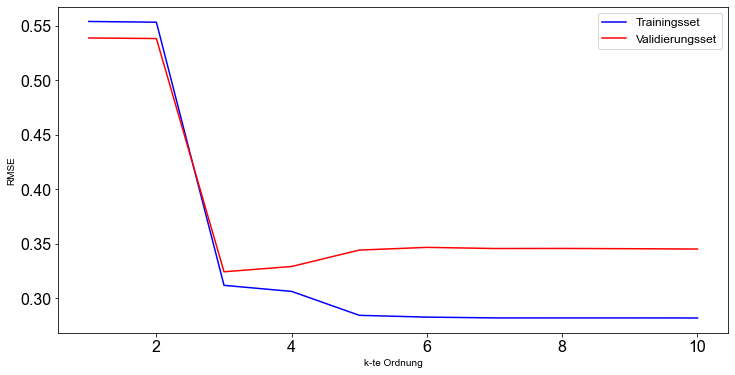 0.55
0.50
0.45
0.40
0.35
0.30
RMSE
Trainingsset
Validierungsset
2 4 6 8 10
k-te Ordnung